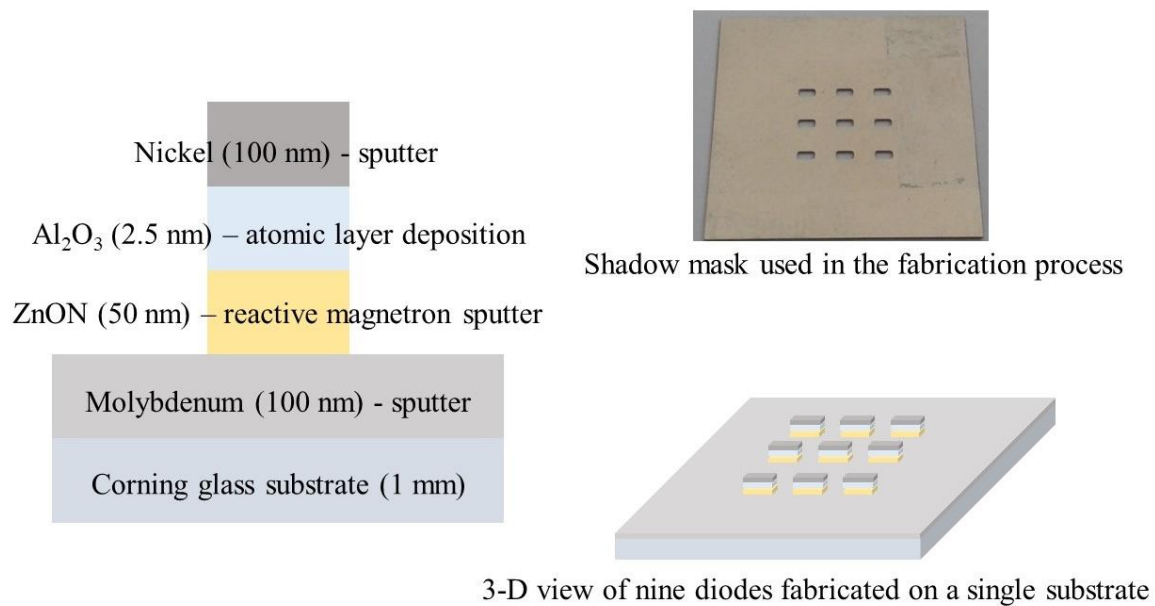 Nickel (100 nm) - sputter
Al₂O₃ (2.5 nm) – atomic layer deposition
ZnON (50 nm) – reactive magnetron sputter
Molybdenum (100 nm) - sputter
Corning glass substrate (1 mm)
Shadow mask used in the fabrication process
3-D view of nine diodes fabricated on a single substrate